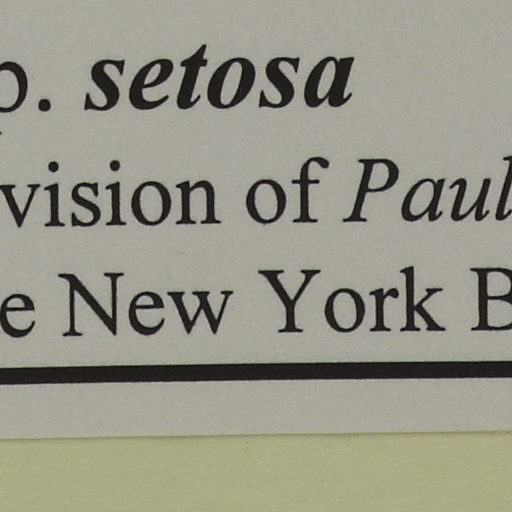 p. setosa
vision of Paul
e New York B